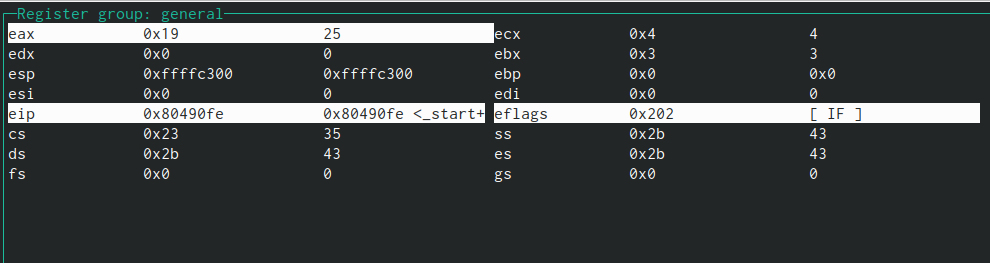 Register group: general
eax 0x19 25 ecx 0x4 4
edx 0x0 0 ebx 0x3 3
esp 0xffffc300 0xffffc300 ebp 0x0 0x0
esi 0x0 0 edi 0x0 0
eip 0x80490fe 0x80490fe <_start+ eflags 0x202 [ IF ]
cs 0x23 35 ss 0x2b 43
ds 0x2b 43 es 0x2b 43
fs 0x0 0 gs 0x0 0